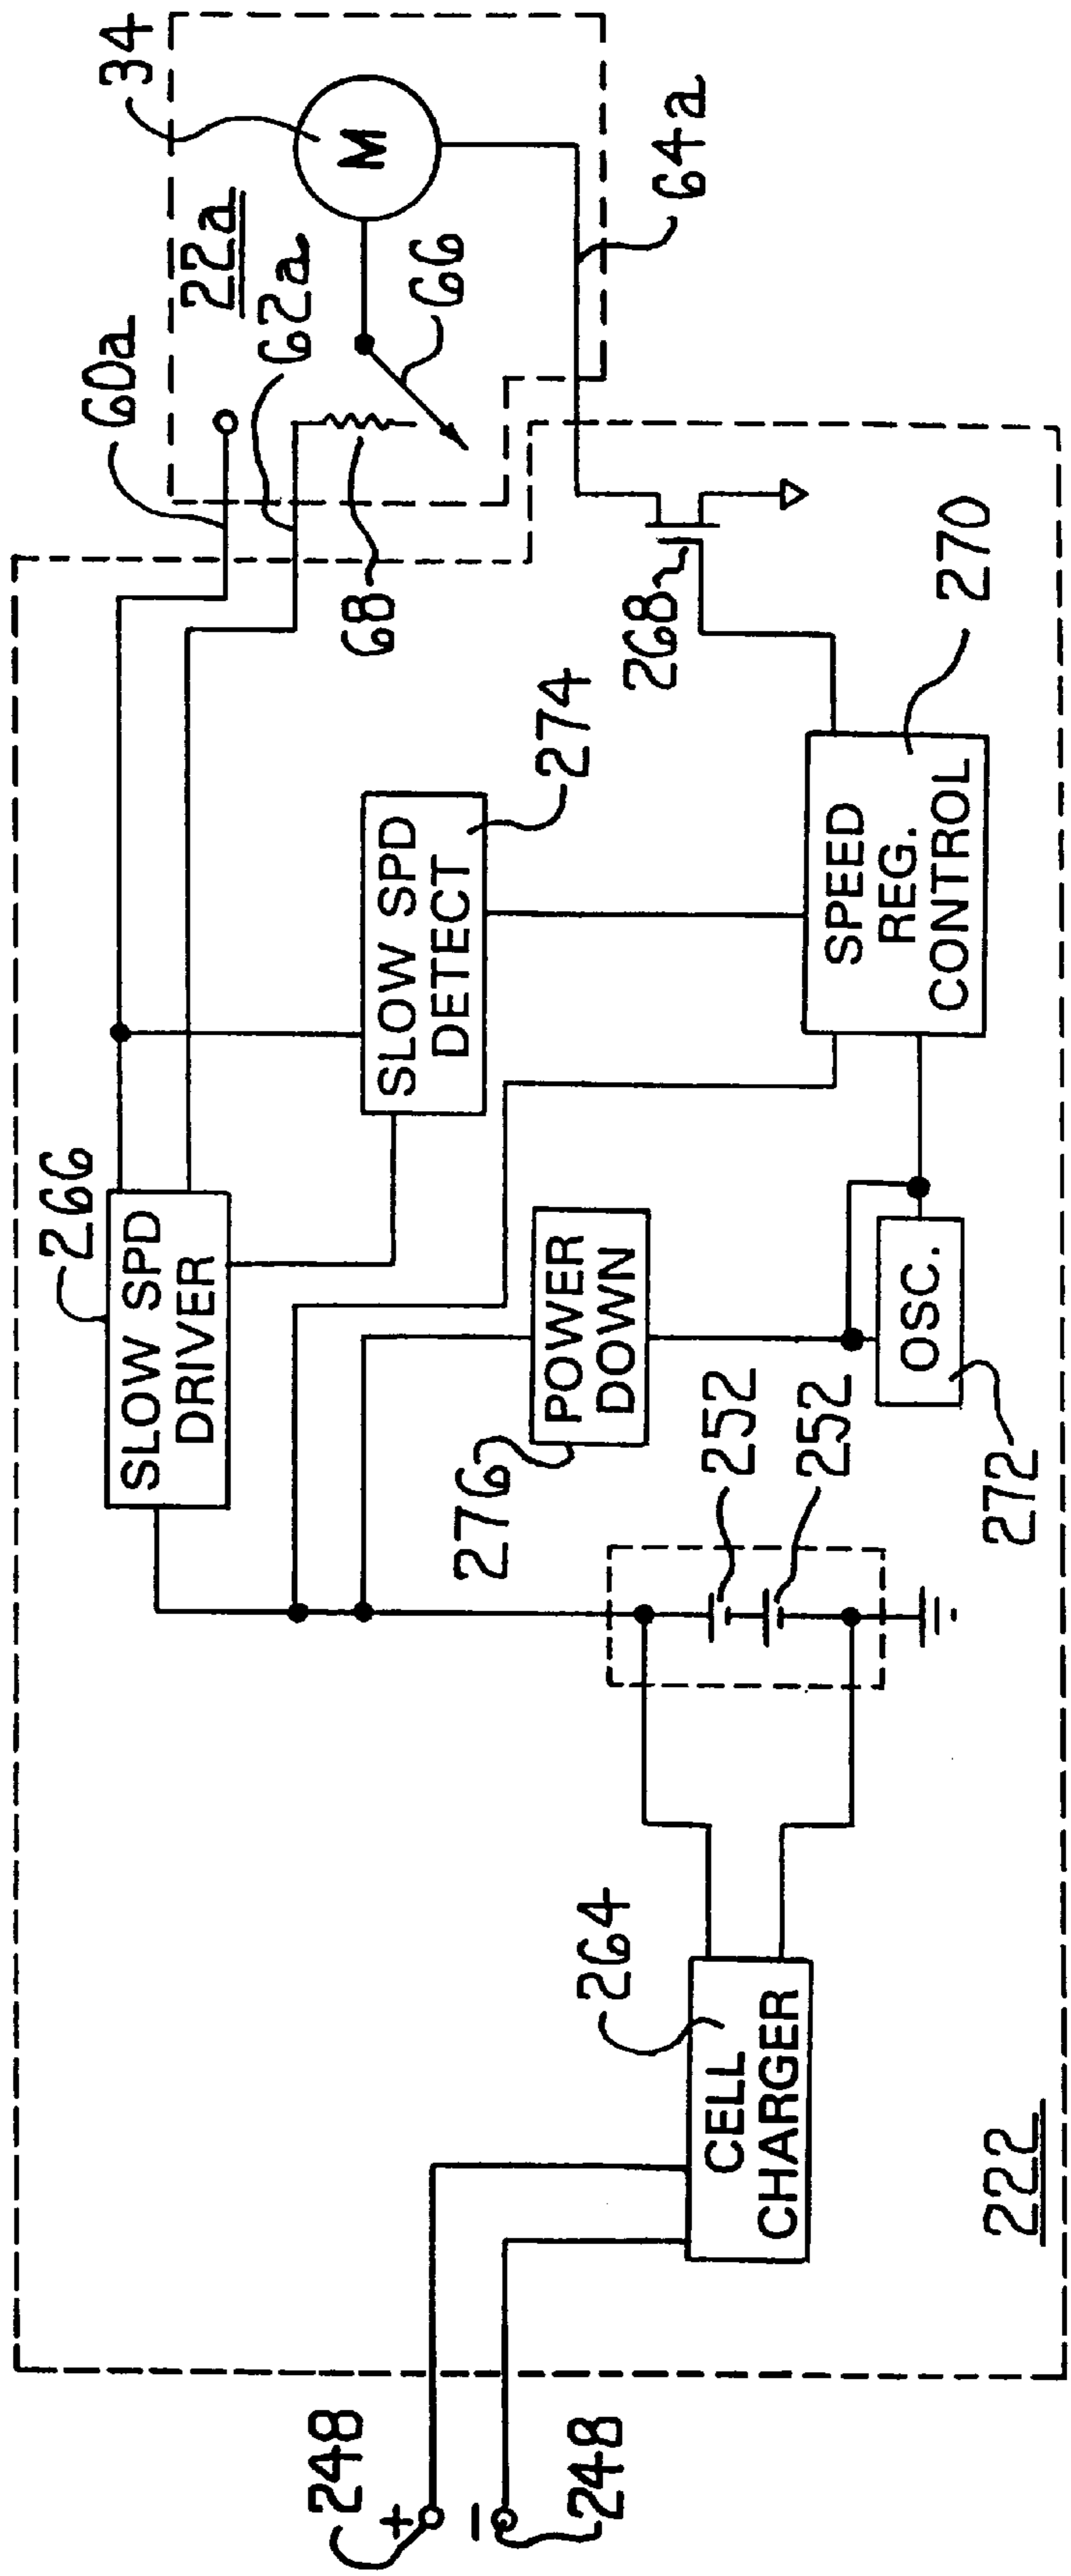 34
M
22a
60a
62a
66
64a
68
268
270
274
SLOW SPD
DETECT
SPEED
REG.
CONTROL
266
SLOW SPD
DRIVER
POWER
DOWN
276
OSC.
272
252
252
264
CELL
CHARGER
222
248
+
−
248